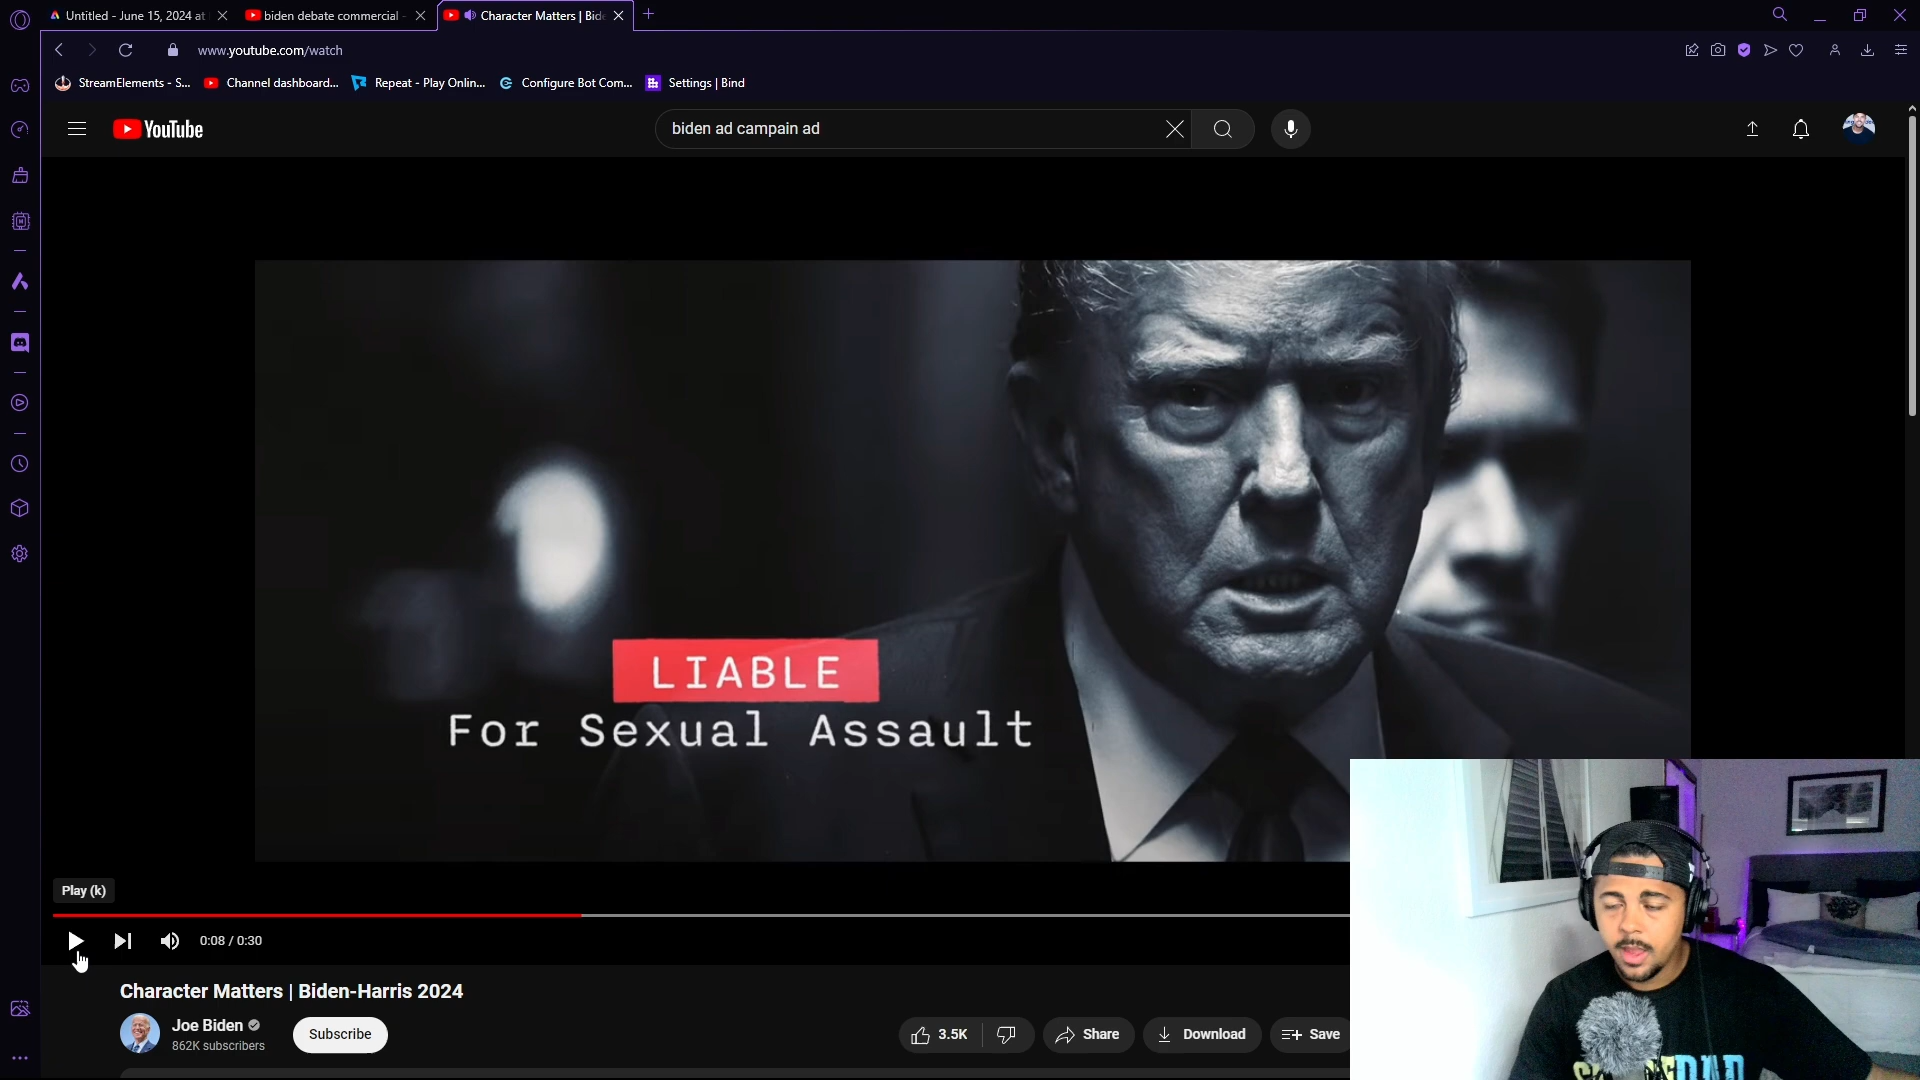 Untitled - June 15, 2024 at
biden debate commercial -
Character Matters | Bide
www.youtube.com/watch
StreamElements - S...
Channel dashboard...
Repeat - Play Onlin...
Configure Bot Com...
Settings | Bind
YouTube
biden ad campain ad
LIABLE
For Sexual Assault
Play (k)
0:08 / 0:30
Character Matters | Biden-Harris 2024
Joe Biden
862K subscribers
Subscribe
3.5K
Share
Download
Save